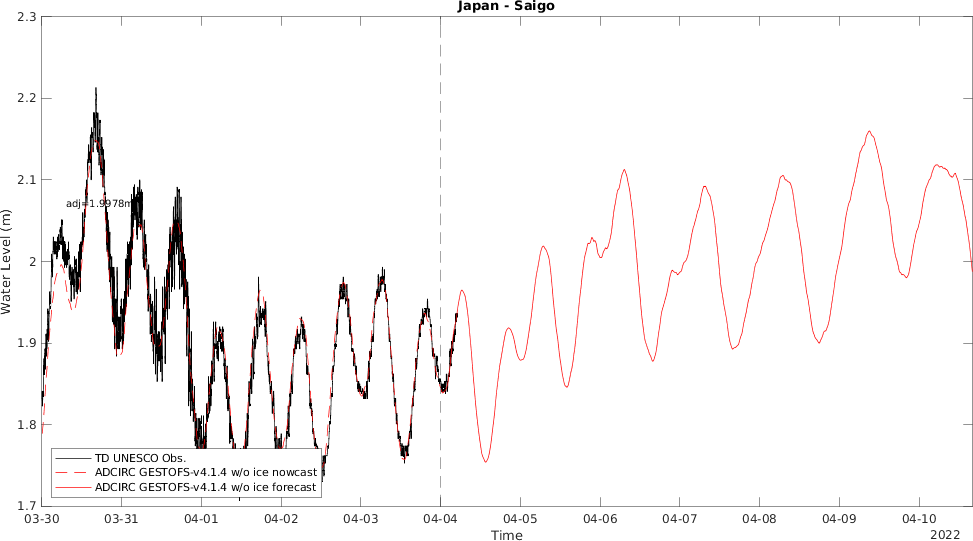 Japan - Saigo
2.3
2.2
2.1
2
1.9
1.8
1.7
Water Level (m)
adj=1.9978m
TD UNESCO Obs.
ADCIRC GESTOFS-v4.1.4 w/o ice nowcast
ADCIRC GESTOFS-v4.1.4 w/o ice forecast
03-30 03-31 04-01 04-02 04-03 04-04 04-05 04-06 04-07 04-08 04-09 04-10
Time
2022